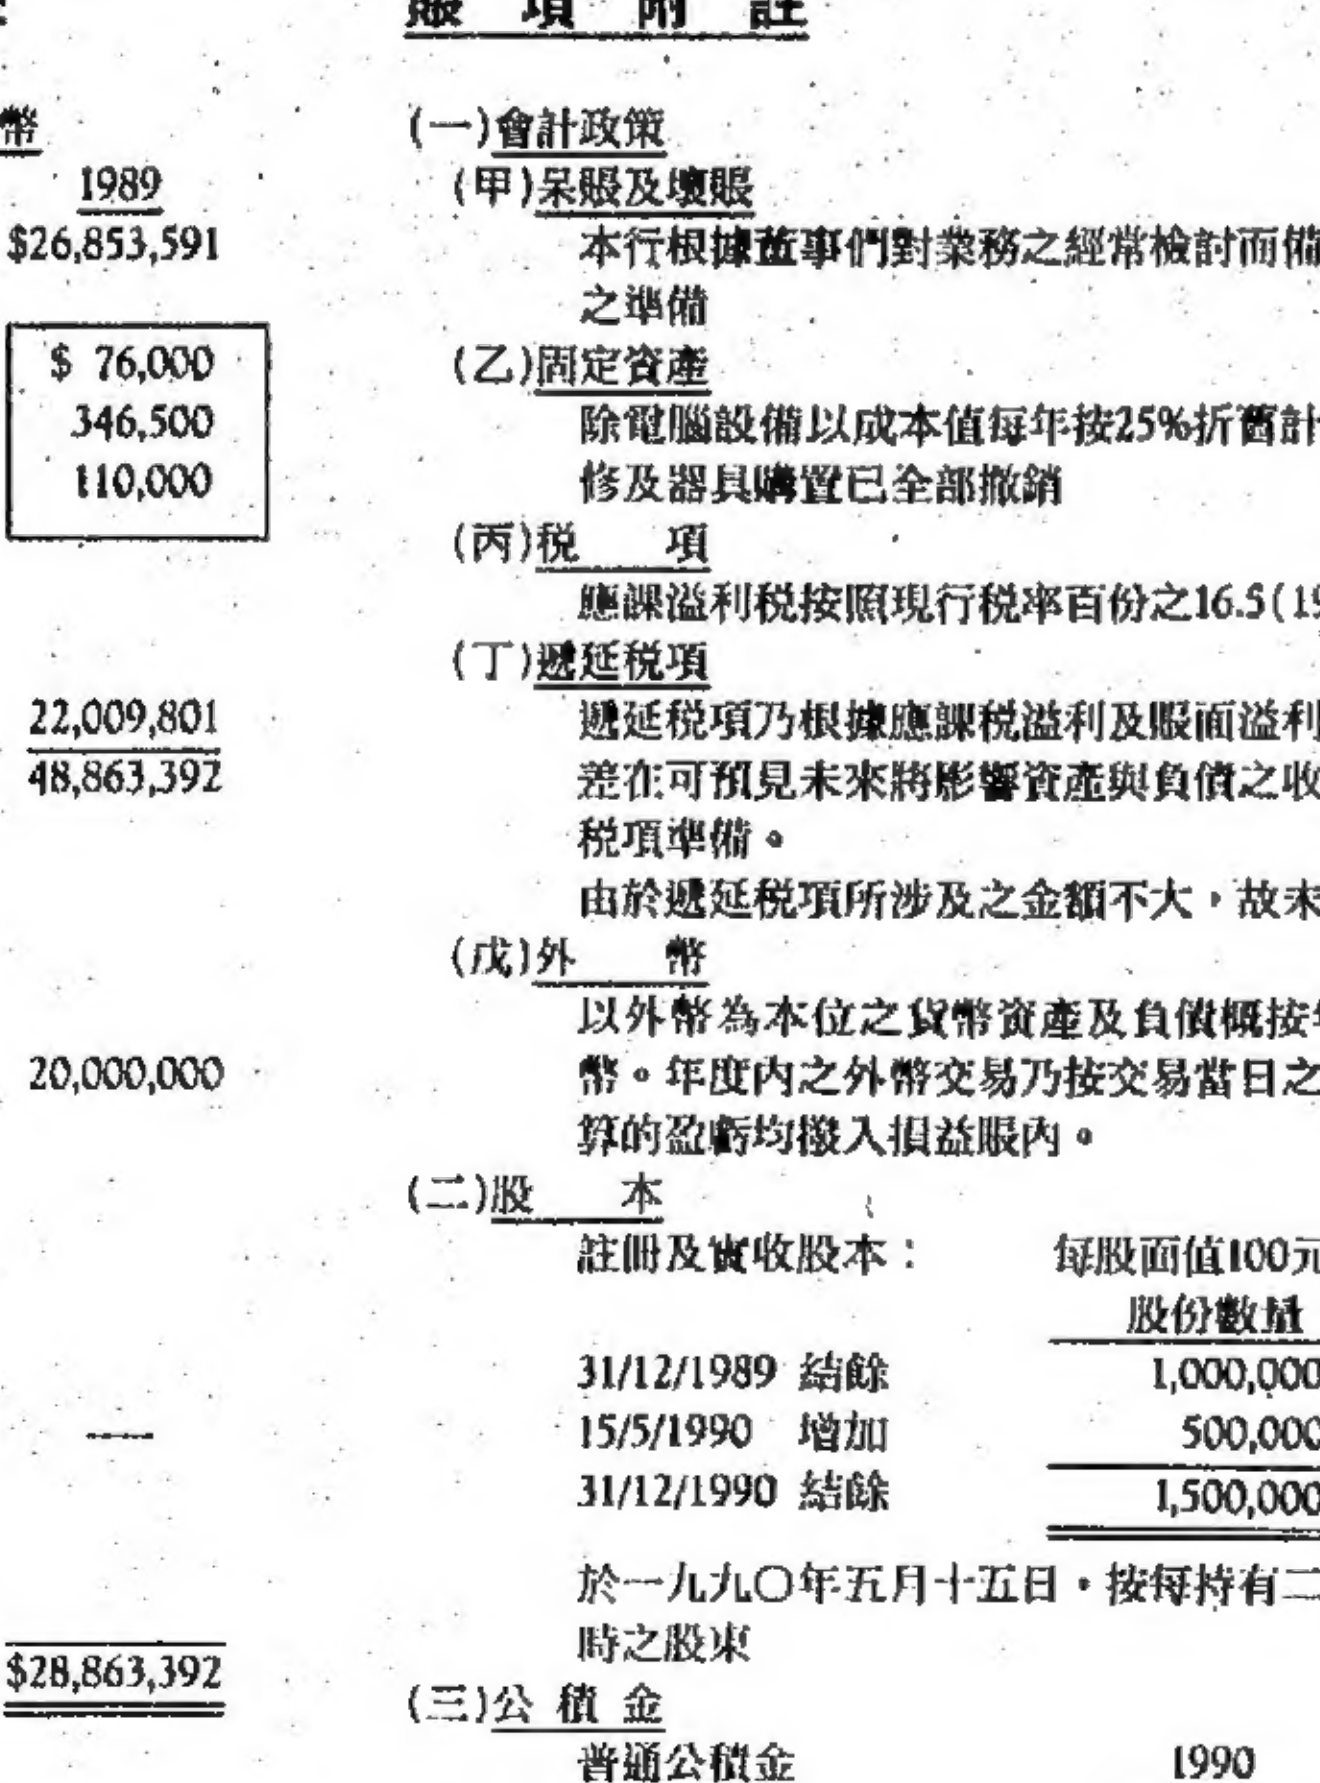 賬項附註
幣
1989
$26,853,591
$ 76,000
346,500
110,000
22,009,801
48,863,392
20,000,000
$28,863,392
(一)會計政策
(甲)呆賬及壞賬
本行根據董事們對業務之經常檢討而備
之準備
(乙)固定資產
除電腦設備以成本值每年按25%折舊計
修及器具購置已全部撤銷
(丙)税 項
應課溢利税按照現行税率百份之16.5(19
(丁)遞延税項
遞延税項乃根據應課税溢利及賬面溢利
差在可預見未來將影響資產與負債之收
税項準備。
由於遞延税項所涉及之金額不大，故未
(戊)外 幣
以外幣為本位之貨幣資產及負債概按年
幣。年度內之外幣交易乃按交易當日之
算的盈虧均撥入損益賬內。
(二)股 本
註冊及實收股本： 每股面值100元
股份數量
31/12/1989 結餘 1,000,000
15/5/1990 增加 500,000
31/12/1990 結餘 1,500,000
於一九九〇年五月十五日，按每持有二
時之股東
(三)公積金
普通公積金 1990